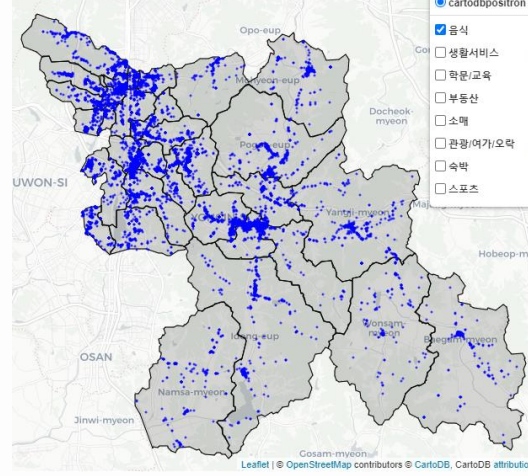 cartodbpositron
음식
생활서비스
학문/교육
부동산
소매
관광/여가/오락
숙박
스포츠
Opo-eup
Mohyeon-eup
Docheok-
myeon
UWON-SI
Yangji-myeon
Hobeop-m
Wonsam-
myeon
Baegam-myeon
Idong-eup
OSAN
Namsa-myeon
Jinwi-myeon
Gosam-myeon
Leaflet | © OpenStreetMap contributors © CartoDB, CartoDB attributio